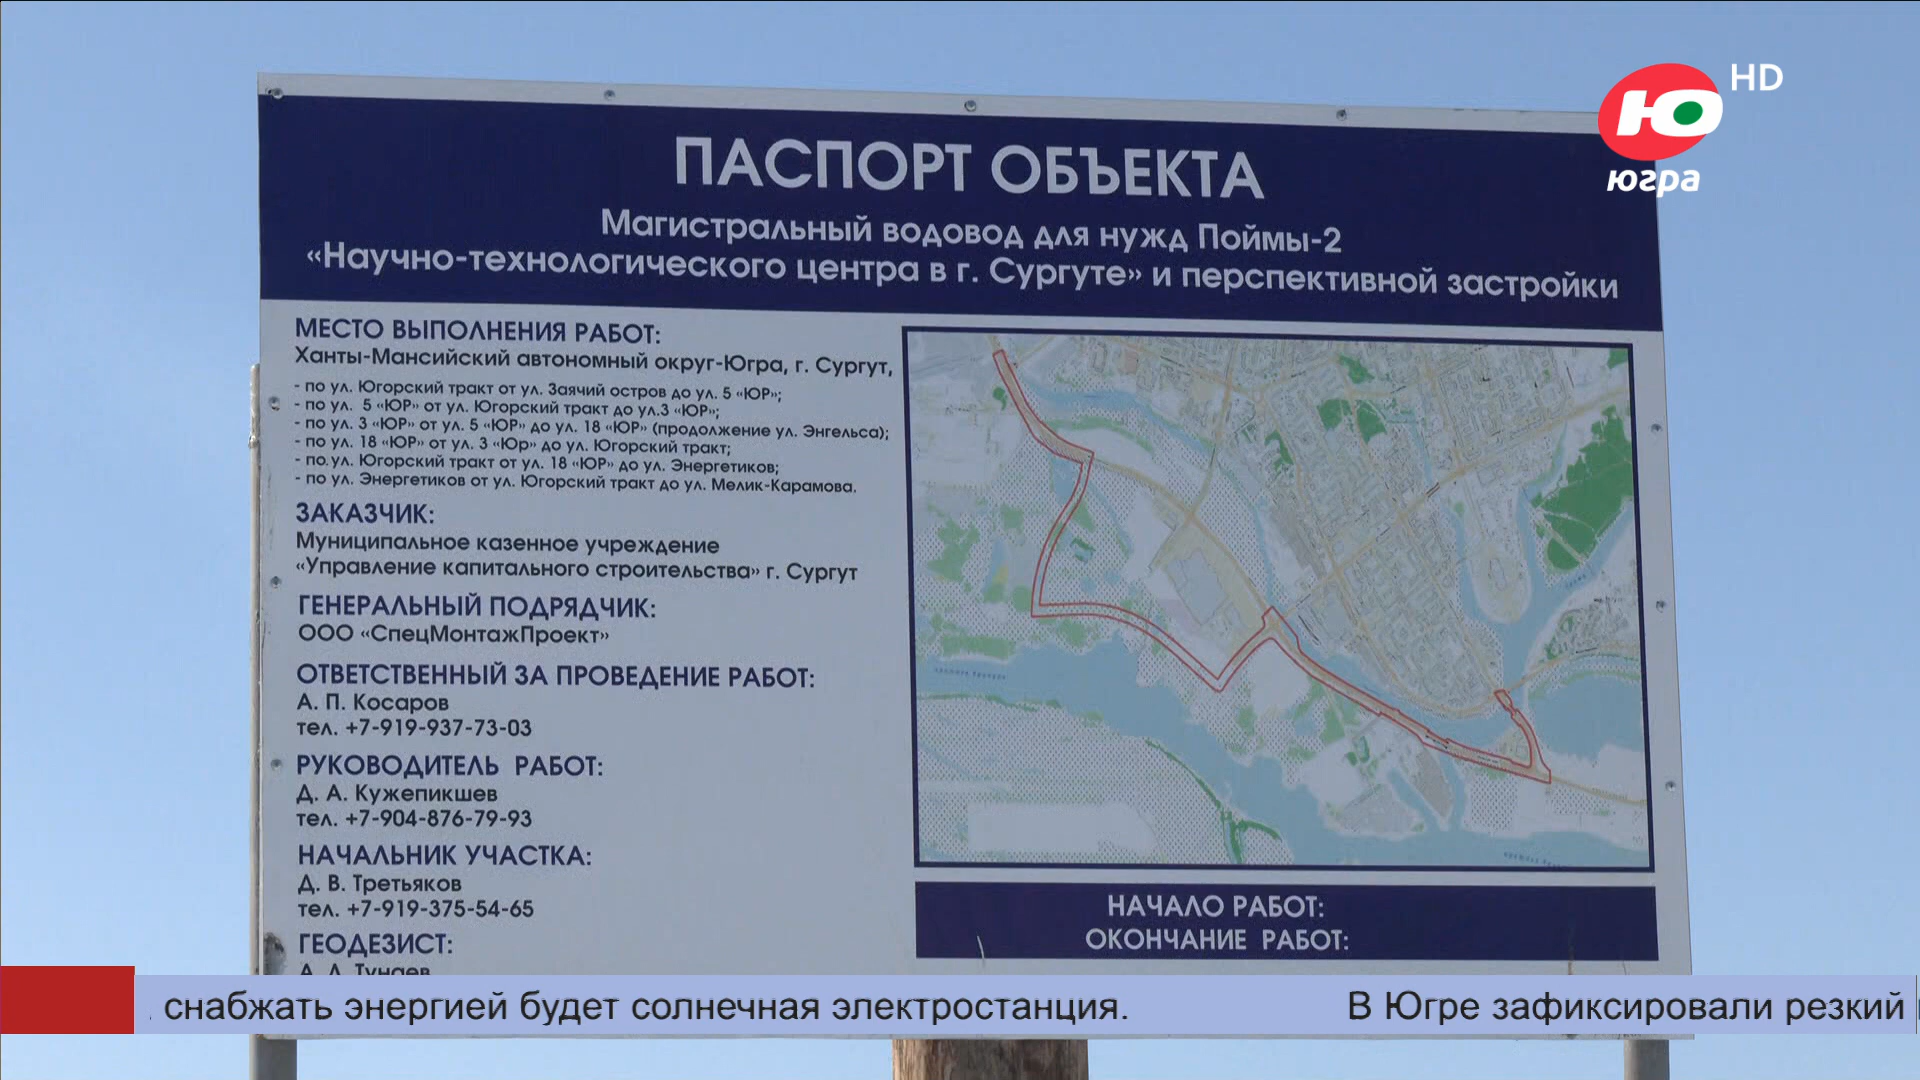 HD
югра
ПАСПОРТ ОБЪЕКТА
Магистральный водовод для нужд Поймы-2
«Научно-технологического центра в г. Сургуте» и перспективной застройки
МЕСТО ВЫПОЛНЕНИЯ РАБОТ:
Ханты-Мансийский автономный округ-Югра, г. Сургут,
- по ул. Югорский тракт от ул. Заячий остров до ул. 5 «ЮР»;
- по ул. 5 «ЮР» от ул. Югорский тракт до ул.3 «ЮР»;
- по ул. 3 «ЮР» от ул. 5 «ЮР» до ул. 18 «ЮР» (продолжение ул. Энгельса);
- по ул. 18 «ЮР» от ул. 3 «Юр» до ул. Югорский тракт;
- по.ул. Югорский тракт от ул. 18 «ЮР» до ул. Энергетиков;
- по ул. Энергетиков от ул. Югорский тракт до ул. Мелик-Карамова.
ЗАКАЗЧИК:
Муниципальное казенное учреждение
«Управление капитального строительства» г. Сургут
ГЕНЕРАЛЬНЫЙ ПОДРЯДЧИК:
ООО «СпецМонтажПроект»
ОТВЕТСТВЕННЫЙ ЗА ПРОВЕДЕНИЕ РАБОТ:
А. П. Косаров
тел. +7-919-937-73-03
РУКОВОДИТЕЛЬ РАБОТ:
Д. А. Кужепикшев
тел. +7-904-876-79-93
НАЧАЛЬНИК УЧАСТКА:
Д. В. Третьяков
тел. +7-919-375-54-65
ГЕОДЕЗИСТ:
НАЧАЛО РАБОТ:
ОКОНЧАНИЕ РАБОТ:
снабжать энергией будет солнечная электростанция. В Югре зафиксировали резкий